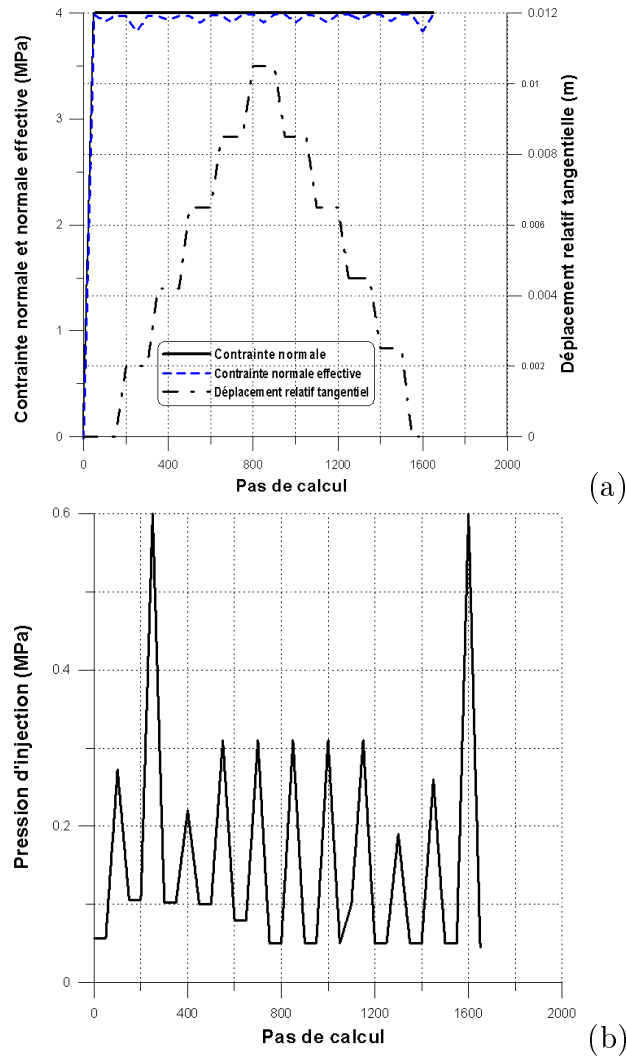 4
3
2
1
0
Contrainte normale et normale effective (MPa)
0.012
0.01
0.008
0.006
0.004
0.002
0
Déplacement relatif tangentielle (m)
Contrainte normale
Contrainte normale effective
Déplacement relatif tangentiel
0 400 800 1200 1600 2000
Pas de calcul
(a)
0.6
0.4
0.2
0
Pression d'injection (MPa)
0 400 800 1200 1600 2000
Pas de calcul
(b)